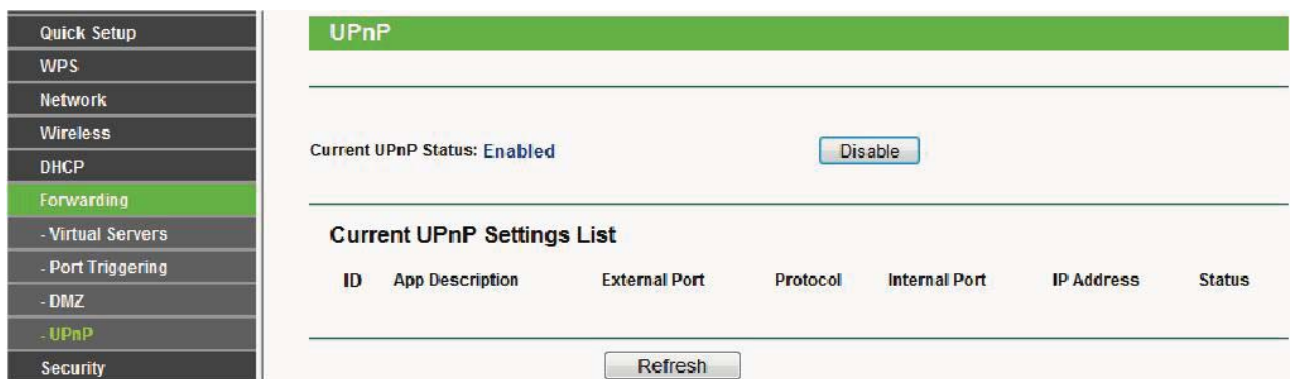 Quick Setup
WPS
Network
Wireless
DHCP
Forwarding
- Virtual Servers
- Port Triggering
- DMZ
- UPnP
Security
UPnP
Current UPnP Status: Enabled Disable
Current UPnP Settings List
ID App Description External Port Protocol Internal Port IP Address Status
Refresh